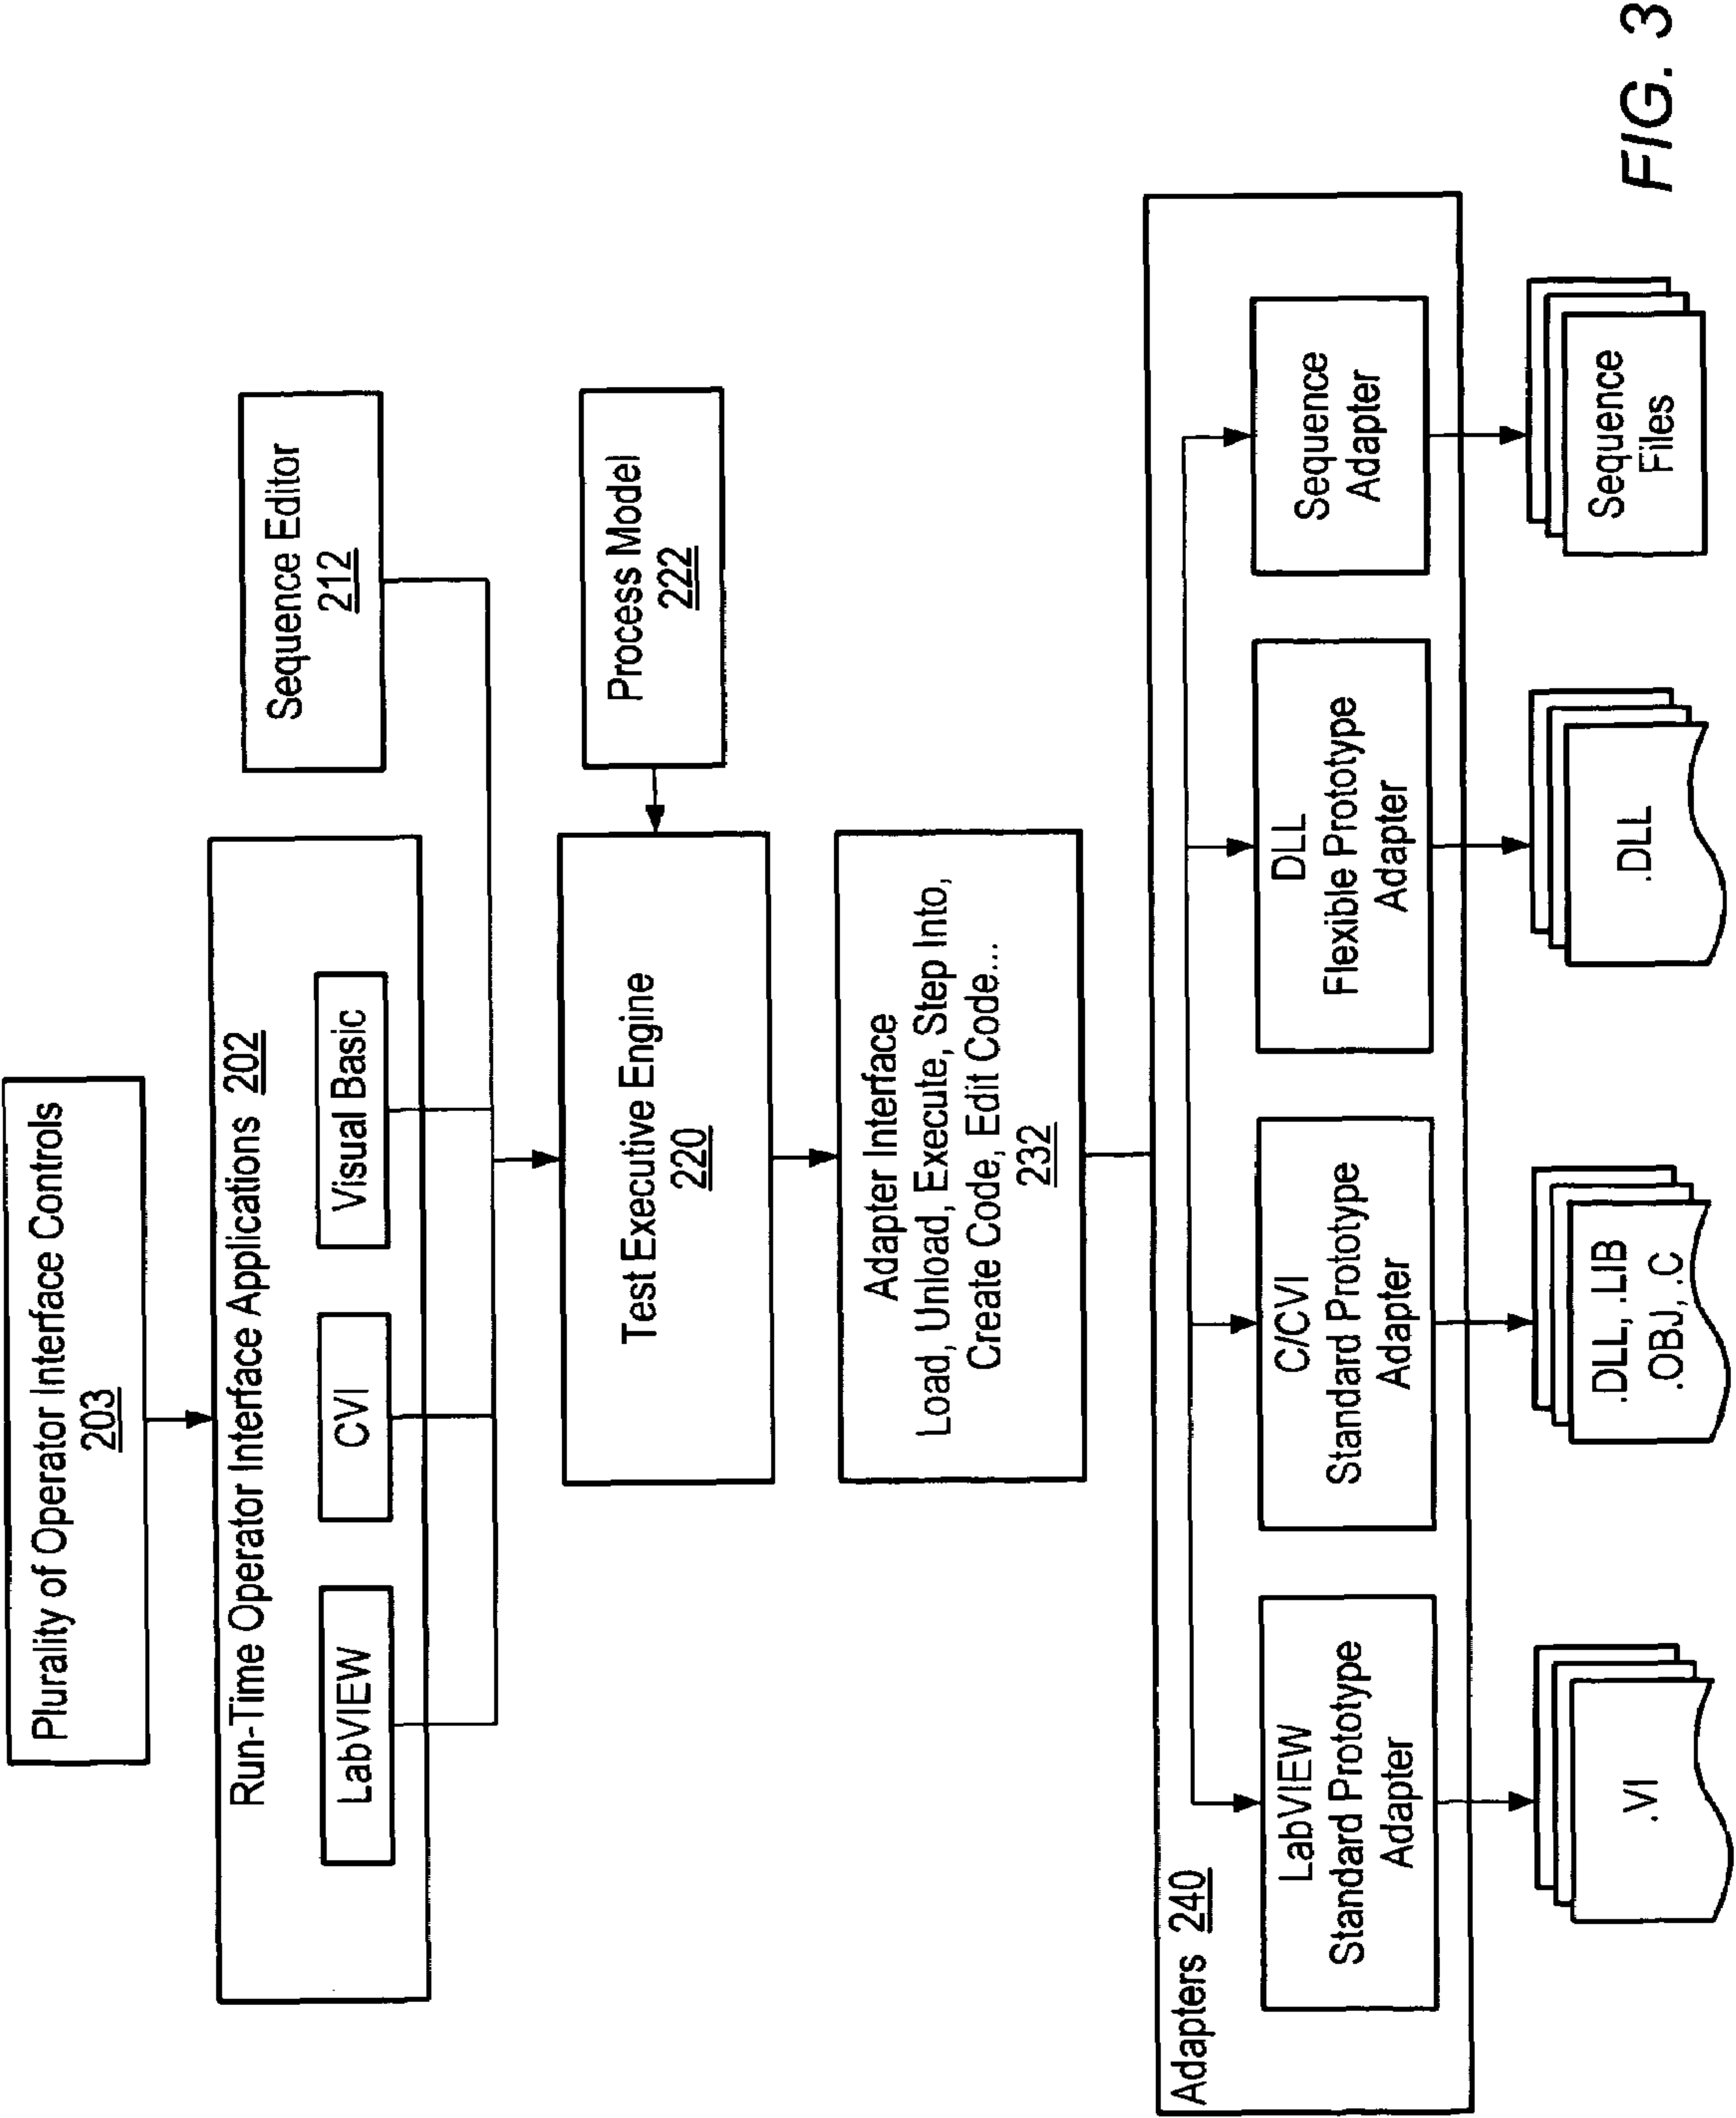 Plurality of Operator Interface Controls
203
Run-Time Operator Interface Applications 202
LabVIEW
CVI
Visual Basic
Sequence Editor
212
Process Model
222
Test Executive Engine
220
Adapter Interface
Load, Unload, Execute, Step Into,
Create Code, Edit Code...
232
Adapters 240
LabVIEW
Standard Prototype
Adapter
C/CVI
Standard Prototype
Adapter
DLL
Flexible Prototype
Adapter
Sequence
Adapter
.VI
.DLL, .LIB
.OBJ, .C
.DLL
Sequence
Files
FIG. 3